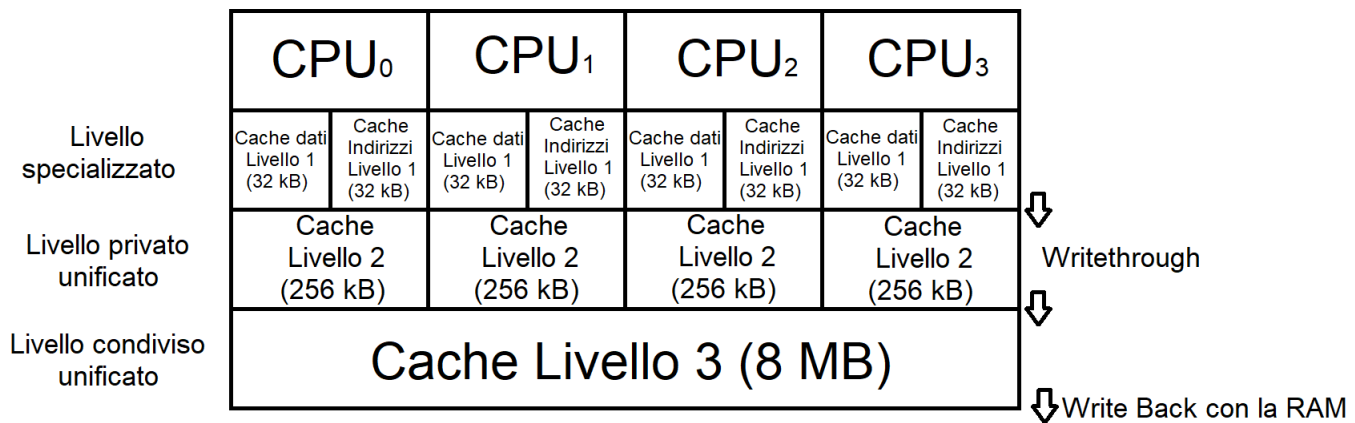 CPU₀
CPU₁
CPU₂
CPU₃
Livello
specializzato
Cache dati
Livello 1
(32 kB)
Cache
Indirizzi
Livello 1
(32 kB)
Cache dati
Livello 1
(32 kB)
Cache
Indirizzi
Livello 1
(32 kB)
Cache dati
Livello 1
(32 kB)
Cache
Indirizzi
Livello 1
(32 kB)
Cache dati
Livello 1
(32 kB)
Cache
Indirizzi
Livello 1
(32 kB)
Livello privato
unificato
Cache
Livello 2
(256 kB)
Cache
Livello 2
(256 kB)
Cache
Livello 2
(256 kB)
Cache
Livello 2
(256 kB)
Writethrough
Livello condiviso
unificato
Cache Livello 3 (8 MB)
Write Back con la RAM